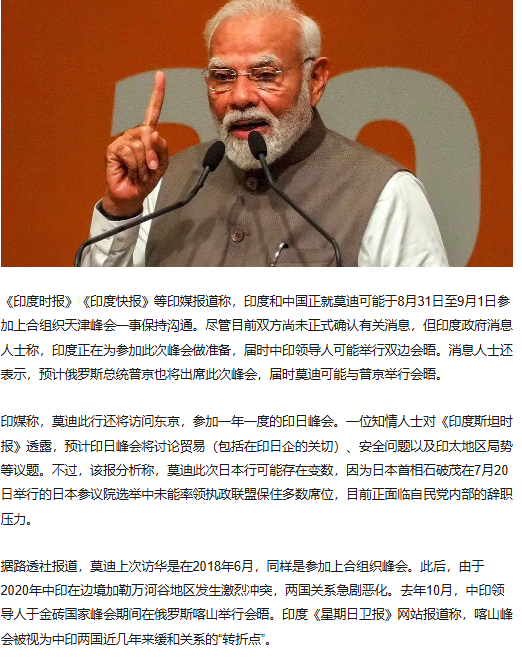 《印度时报》《印度快报》等印媒报道称，印度和中国正就莫迪可能于8月31日至9月1日参
加上合组织天津峰会一事保持沟通。尽管目前双方尚未正式确认有关消息，但印度政府消息
人士称，印度正在为参加此次峰会做准备，届时中印领导人可能举行双边会晤。消息人士还
表示，预计俄罗斯总统普京也将出席此次峰会，届时莫迪可能与普京举行会晤。
印媒称，莫迪此行还将访问东京，参加一年一度的印日峰会。一位知情人士对《印度斯坦时
报》透露，预计印日峰会将讨论贸易（包括在印日企的关切）、安全问题以及印太地区局势
等议题。不过，该报分析称，莫迪此次日本行可能存在变数，因为日本首相石破茂在7月20
日举行的日本参议院选举中未能率领执政联盟保住多数席位，目前正面临自民党内部的辞职
压力。
据路透社报道，莫迪上次访华是在2018年6月，同样是参加上合组织峰会。此后，由于
2020年中印在边境加勒万河谷地区发生激烈冲突，两国关系急剧恶化。去年10月，中印领
导人于金砖国家峰会期间在俄罗斯喀山举行会晤。印度《星期日卫报》网站报道称，喀山峰
会被视为中印两国近几年来缓和关系的“转折点”。